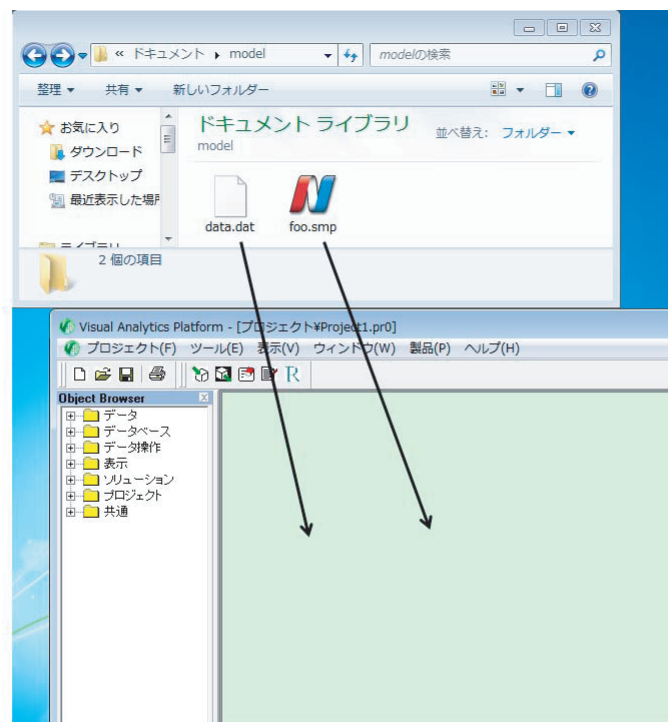 « ドキュメント ▸ model
modelの検索
整理 ▼ 共有 ▼ 新しいフォルダー
お気に入り
ダウンロード
デスクトップ
最近表示した場所
ドキュメント ライブラリ
model
並べ替え: フォルダー ▼
data.dat
foo.smp
2 個の項目
Visual Analytics Platform - [プロジェクト¥Project1.pr0]
プロジェクト(F) ツール(E) 表示(V) ウィンドウ(W) 製品(P) ヘルプ(H)
R
Object Browser
データ
データベース
データ操作
表示
ソリューション
プロジェクト
共通